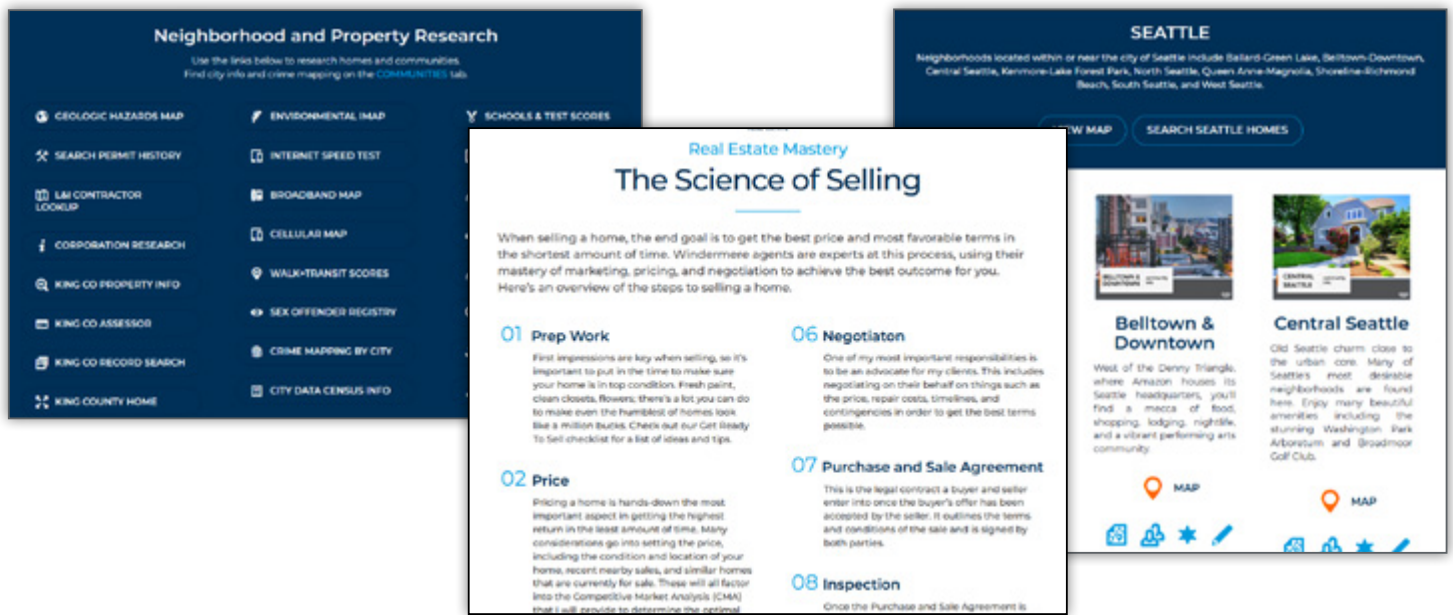 Neighborhood and Property Research
Use the links below to research homes and communities.
Find city info and crime mapping on the COMMUNITIES tab.
GEOLOGIC HAZARDS MAP
SEARCH PERMIT HISTORY
L&I CONTRACTOR
LOOKUP
CORPORATION RESEARCH
KING CO PROPERTY INFO
KING CO ASSESSOR
KING CO RECORD SEARCH
KING COUNTY HOME
ENVIRONMENTAL IMAP
INTERNET SPEED TEST
BROADBAND MAP
CELLULAR MAP
WALK+TRANSIT SCORES
SEX OFFENDER REGISTRY
CRIME MAPPING BY CITY
CITY DATA CENSUS INFO
SCHOOLS & TEST SCORES
Real Estate Mastery
The Science of Selling
When selling a home, the end goal is to get the best price and most favorable terms in
the shortest amount of time. Windermere agents are experts at this process, using their
mastery of marketing, pricing, and negotiation to achieve the best outcome for you.
Here's an overview of the steps to selling a home.
01 Prep Work
First impressions are key when selling, so it's
important to put in the time to make sure
your home is in top condition. Fresh paint,
clean closets, flowers; there's a lot you can do
to make even the humblest of homes look
like a million bucks. Check out our Get Ready
To Sell checklist for a list of ideas and tips.
02 Price
Pricing a home is hands-down the most
important aspect in getting the highest
return in the least amount of time. Many
considerations go into setting the price,
including the condition and location of your
home, recent nearby sales, and similar homes
that are currently for sale. These will all factor
into the Competitive Market Analysis (CMA)
that I will provide to determine the optimal
06 Negotiaton
One of my most important responsibilities is
to be an advocate for my clients. This includes
negotiating on their behalf on things such as
the price, repair costs, timelines, and
contingencies in order to get the best terms
possible.
07 Purchase and Sale Agreement
This is the legal contract a buyer and seller
enter into once the buyer's offer has been
accepted by the seller. It outlines the terms
and conditions of the sale and is signed by
both parties.
08 Inspection
Once the Purchase and Sale Agreement is
SEATTLE
Neighborhoods located within or near the city of Seattle include Ballard-Green Lake, Belltown-Downtown,
Central Seattle, Kenmore-Lake Forest Park, North Seattle, Queen Anne-Magnolia, Shoreline-Richmond
Beach, South Seattle, and West Seattle.
VIEW MAP
SEARCH SEATTLE HOMES
BELLTOWN &
DOWNTOWN
Belltown &
Downtown
West of the Denny Triangle,
where Amazon houses its
Seattle headquarters, you'll
find a mecca of food,
shopping, lodging, nightlife,
and a vibrant performing arts
community.
MAP
CENTRAL
SEATTLE
Central Seattle
Old Seattle charm close to
the urban core. Many of
Seattle's most desirable
neighborhoods are found
here. Enjoy many beautiful
amenities including the
stunning Washington Park
Arboretum and Broadmoor
Golf Club.
MAP